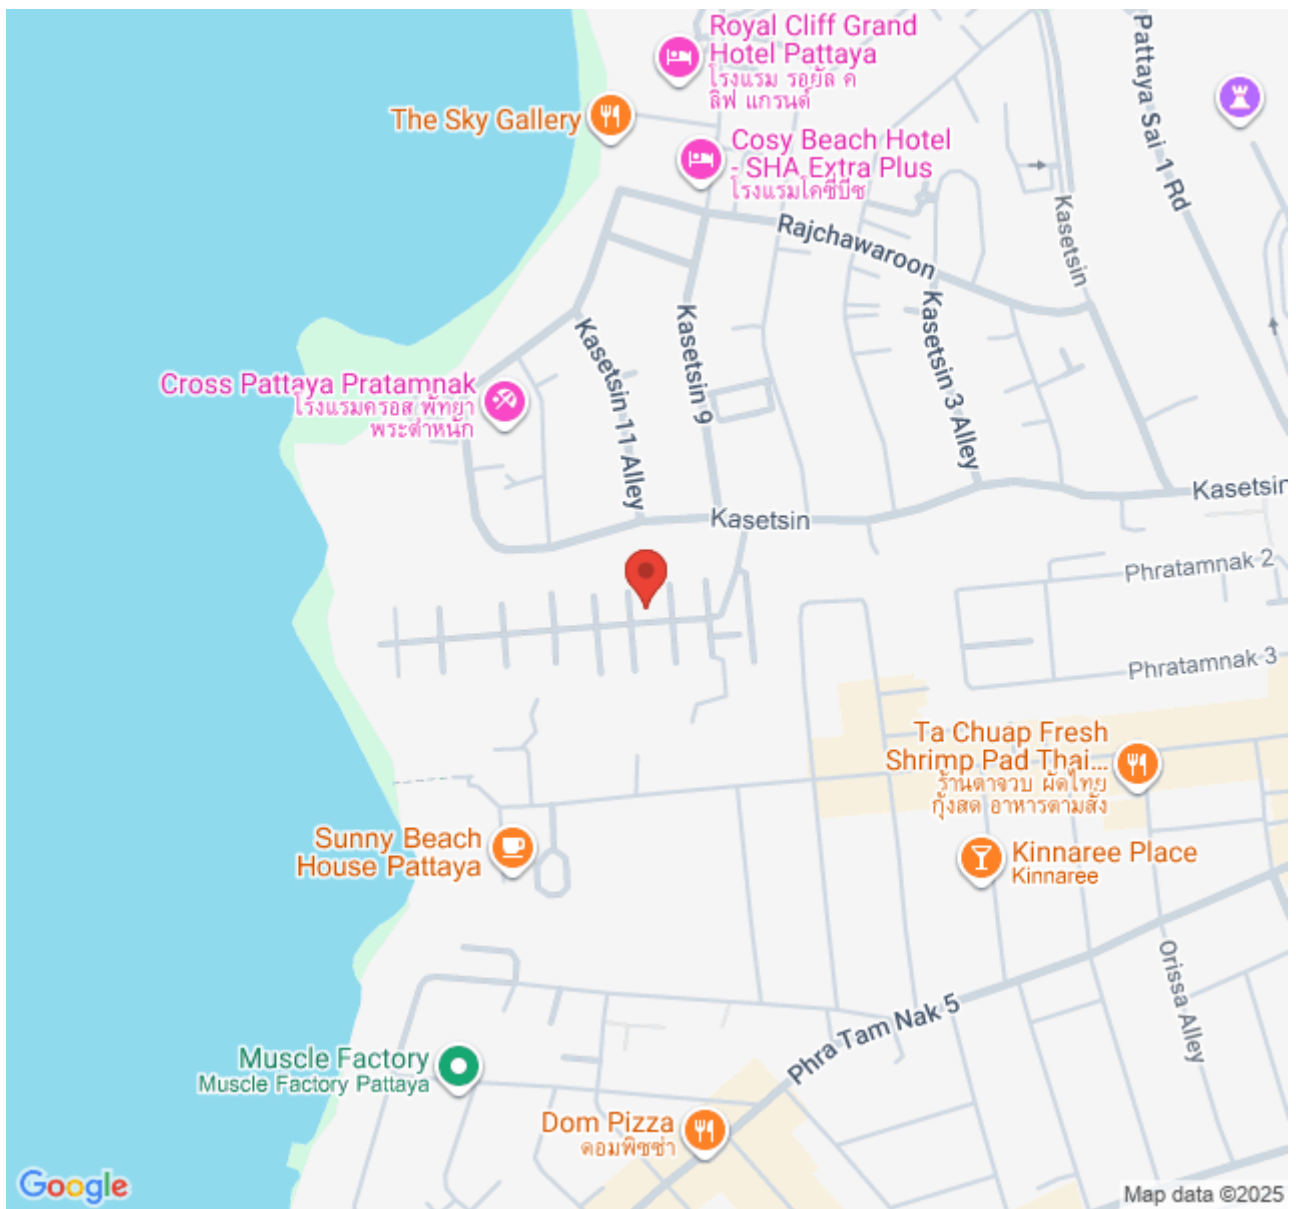 Royal Cliff Grand
Hotel Pattaya
โรงแรม รอยัล ค
ลิฟ แกรนด์
The Sky Gallery
Cosy Beach Hotel
- SHA Extra Plus
โรงแรมโคซี่บีช
Pattaya Sai 1 Rd
Kasetsin
Rajchawaroon
Kasetsin 11 Alley
Kasetsin 9
Kasetsin 3 Alley
Cross Pattaya Pratamnak
โรงแรมครอส พัทยา
พระตำหนัก
Kasetsin
Kasetsin
Phratamnak 2
Phratamnak 3
Ta Chuap Fresh
Shrimp Pad Thai...
ร้านตาจวบ ผัดไทย
กุ้งสด อาหารตามสั่ง
Sunny Beach
House Pattaya
Kinnaree Place
Kinnaree
Orissa Alley
Phra Tam Nak 5
Muscle Factory
Muscle Factory Pattaya
Dom Pizza
ดอมพิซซ่า
Google
Map data ©2025